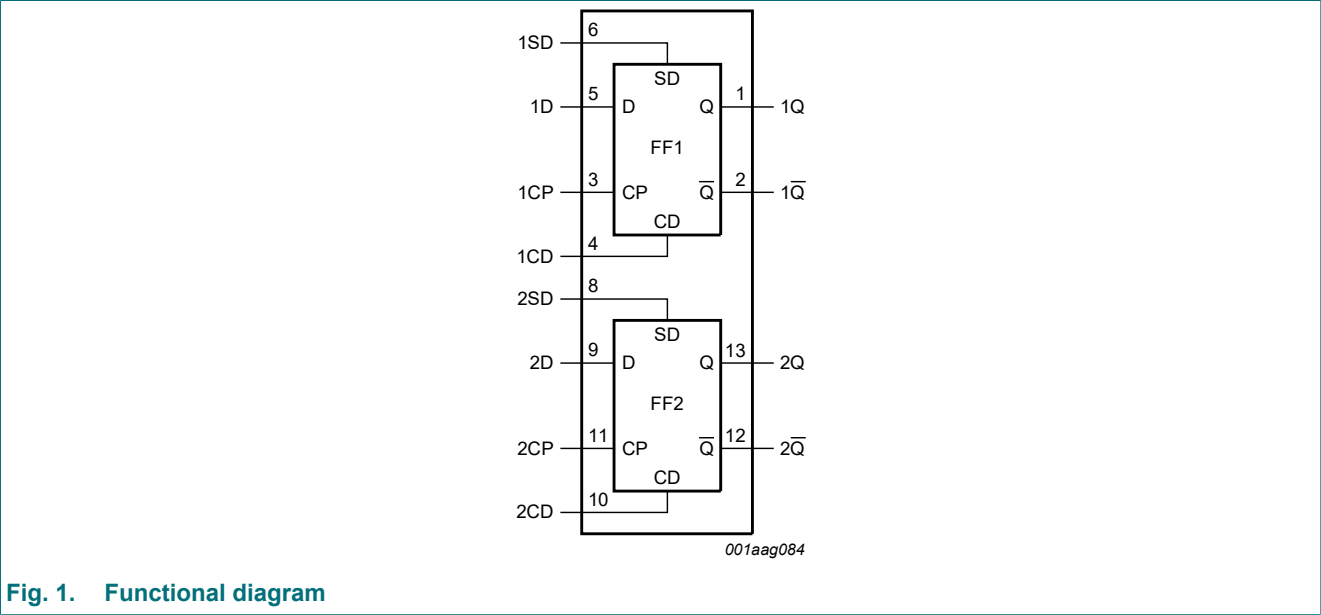 6
1SD
SD
5
1
1D
D
Q
1Q
FF1
3
2
1CP
CP
Q̅
1Q̅
CD
4
1CD
8
2SD
SD
9
13
2D
D
Q
2Q
FF2
11
12
2CP
CP
Q̅
2Q̅
CD
10
2CD
001aag084
Fig. 1. Functional diagram